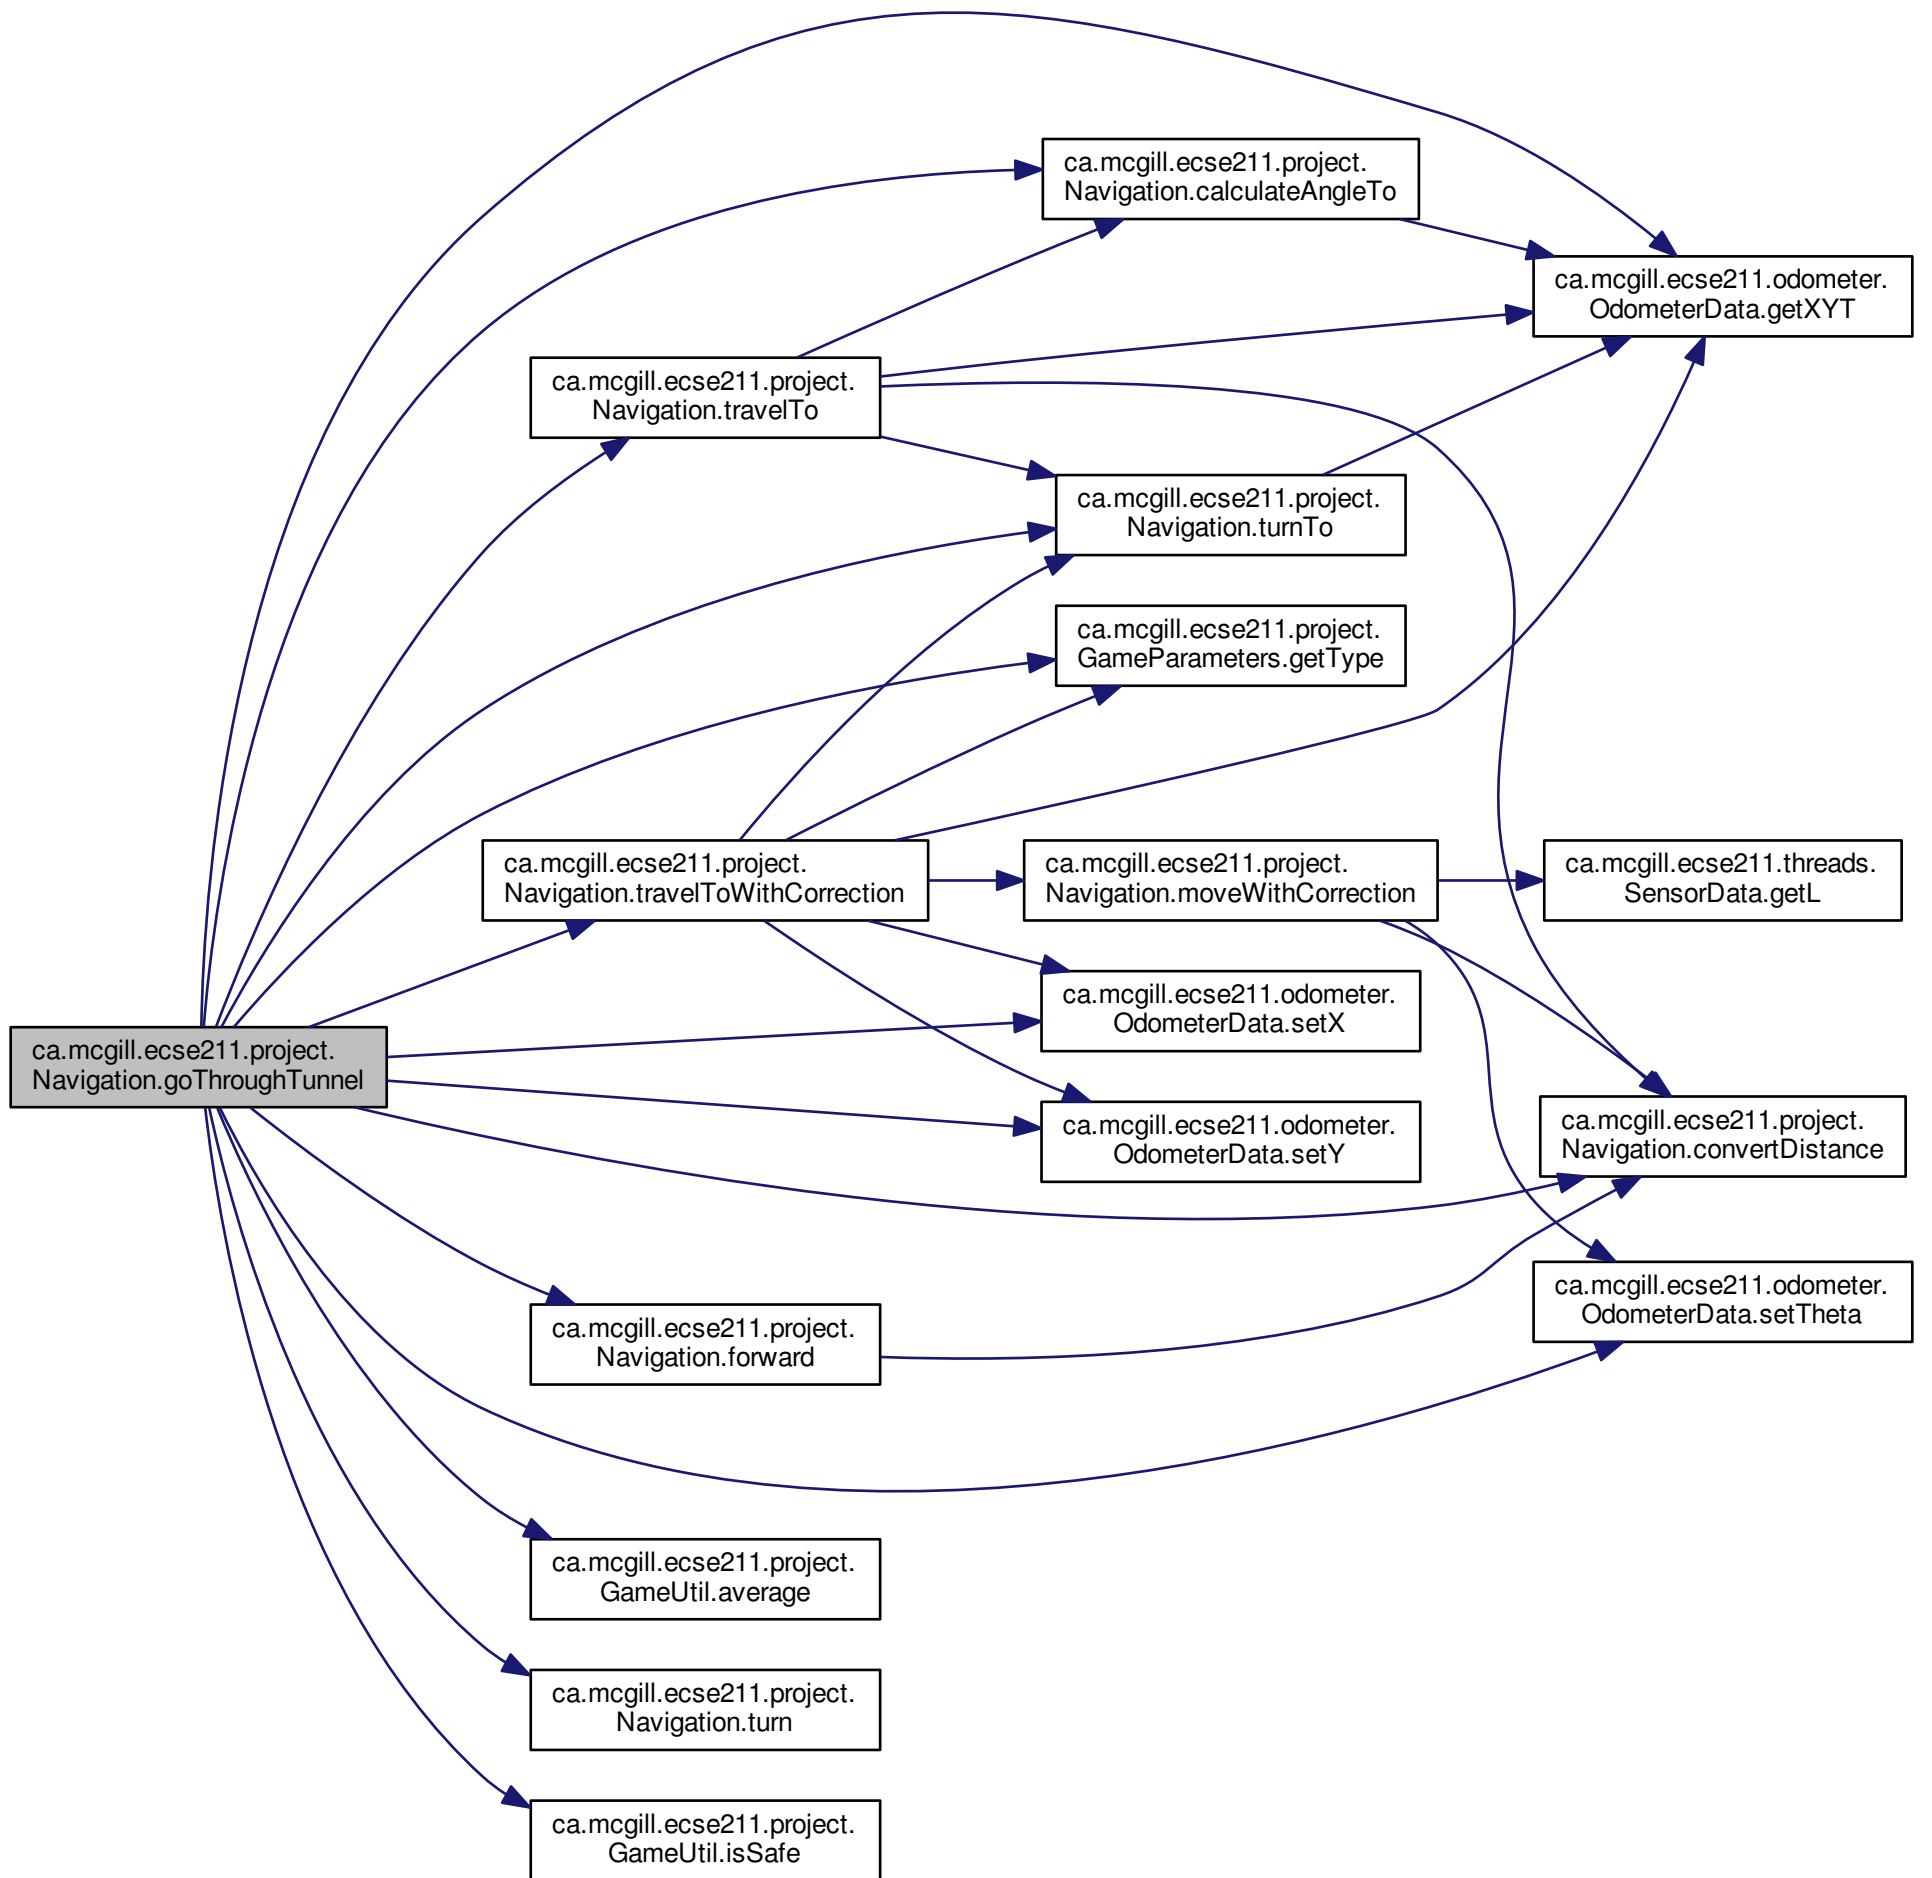 ca.mcgill.ecse211.project.
Navigation.calculateAngleTo
ca.mcgill.ecse211.odometer.
OdometerData.getXYT
ca.mcgill.ecse211.project.
Navigation.travelTo
ca.mcgill.ecse211.project.
Navigation.turnTo
ca.mcgill.ecse211.project.
GameParameters.getType
ca.mcgill.ecse211.project.
Navigation.travelToWithCorrection
ca.mcgill.ecse211.project.
Navigation.moveWithCorrection
ca.mcgill.ecse211.threads.
SensorData.getL
ca.mcgill.ecse211.odometer.
OdometerData.setX
ca.mcgill.ecse211.project.
Navigation.goThroughTunnel
ca.mcgill.ecse211.odometer.
OdometerData.setY
ca.mcgill.ecse211.project.
Navigation.convertDistance
ca.mcgill.ecse211.odometer.
OdometerData.setTheta
ca.mcgill.ecse211.project.
Navigation.forward
ca.mcgill.ecse211.project.
GameUtil.average
ca.mcgill.ecse211.project.
Navigation.turn
ca.mcgill.ecse211.project.
GameUtil.isSafe